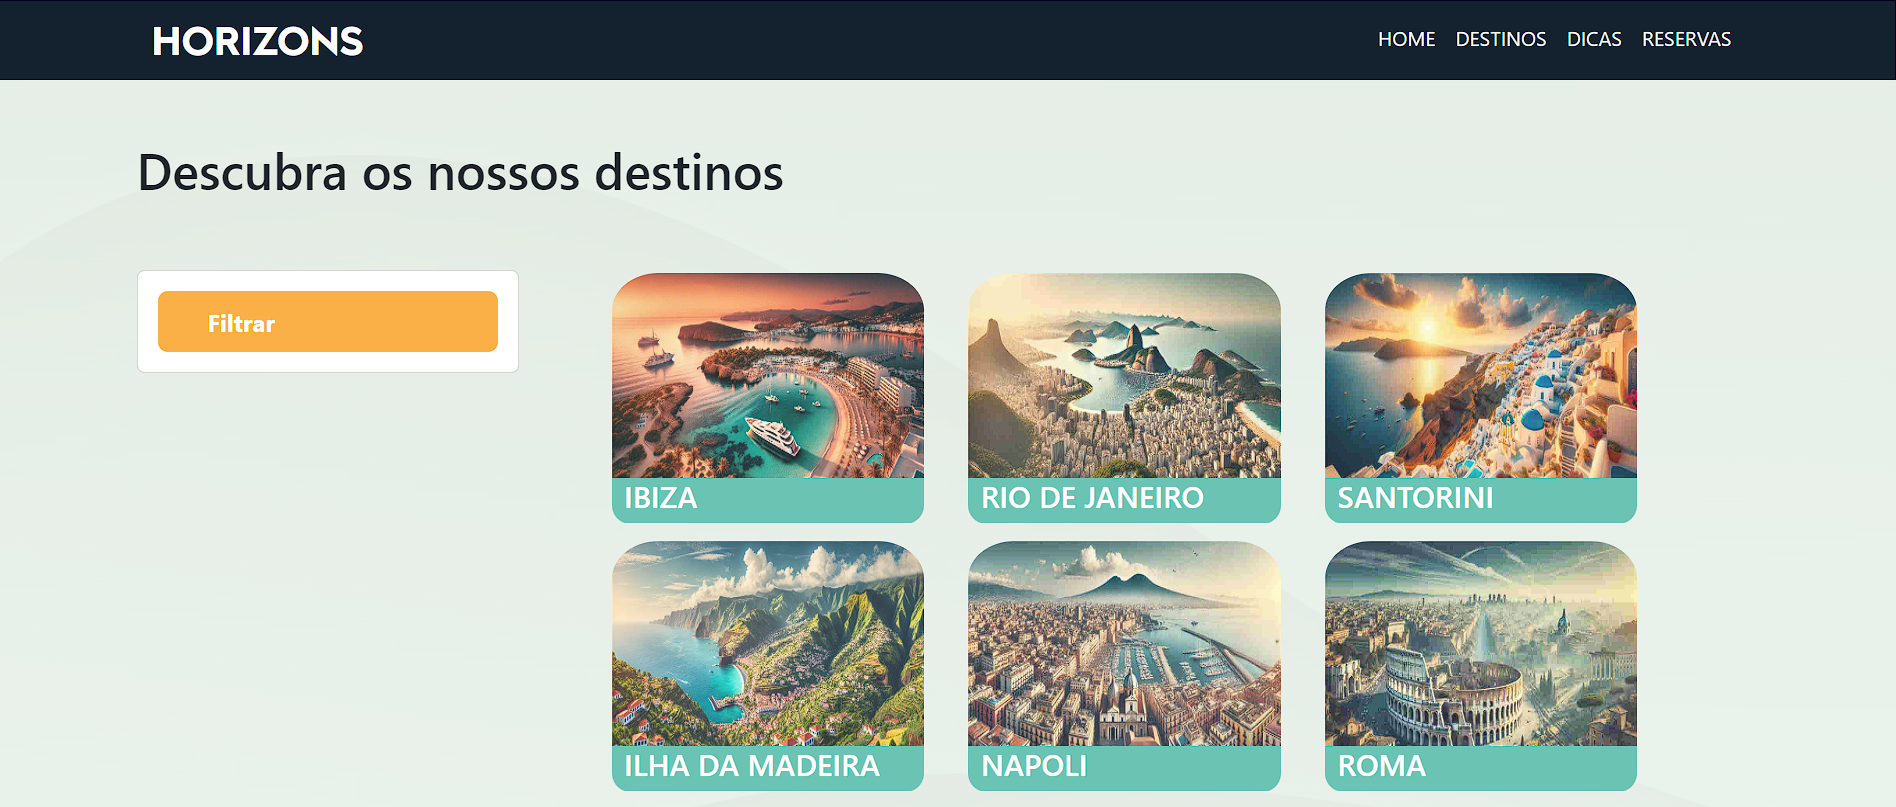 HORIZONS
HOME DESTINOS DICAS RESERVAS
Descubra os nossos destinos
Filtrar
IBIZA
RIO DE JANEIRO
SANTORINI
ILHA DA MADEIRA
NAPOLI
ROMA